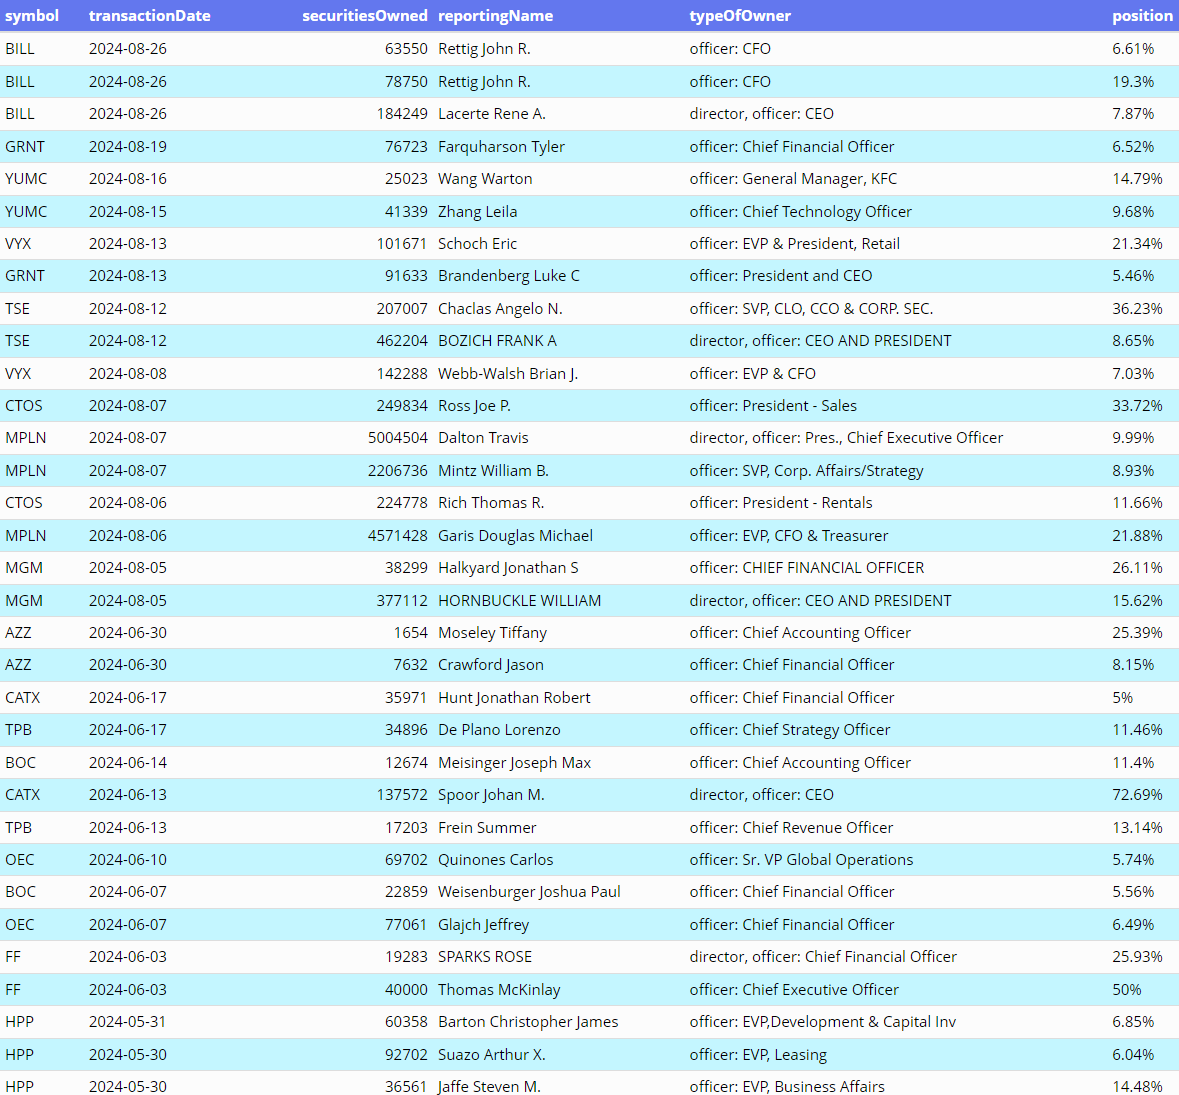 symbol transactionDate securitiesOwned reportingName typeOfOwner position
BILL 2024-08-26 63550 Rettig John R. officer: CFO 6.61%
BILL 2024-08-26 78750 Rettig John R. officer: CFO 19.3%
BILL 2024-08-26 184249 Lacerte Rene A. director, officer: CEO 7.87%
GRNT 2024-08-19 76723 Farquharson Tyler officer: Chief Financial Officer 6.52%
YUMC 2024-08-16 25023 Wang Warton officer: General Manager, KFC 14.79%
YUMC 2024-08-15 41339 Zhang Leila officer: Chief Technology Officer 9.68%
VYX 2024-08-13 101671 Schoch Eric officer: EVP & President, Retail 21.34%
GRNT 2024-08-13 91633 Brandenberg Luke C officer: President and CEO 5.46%
TSE 2024-08-12 207007 Chaclas Angelo N. officer: SVP, CLO, CCO & CORP. SEC. 36.23%
TSE 2024-08-12 462204 BOZICH FRANK A director, officer: CEO AND PRESIDENT 8.65%
VYX 2024-08-08 142288 Webb-Walsh Brian J. officer: EVP & CFO 7.03%
CTOS 2024-08-07 249834 Ross Joe P. officer: President - Sales 33.72%
MPLN 2024-08-07 5004504 Dalton Travis director, officer: Pres., Chief Executive Officer 9.99%
MPLN 2024-08-07 2206736 Mintz William B. officer: SVP, Corp. Affairs/Strategy 8.93%
CTOS 2024-08-06 224778 Rich Thomas R. officer: President - Rentals 11.66%
MPLN 2024-08-06 4571428 Garis Douglas Michael officer: EVP, CFO & Treasurer 21.88%
MGM 2024-08-05 38299 Halkyard Jonathan S officer: CHIEF FINANCIAL OFFICER 26.11%
MGM 2024-08-05 377112 HORNBUCKLE WILLIAM director, officer: CEO AND PRESIDENT 15.62%
AZZ 2024-06-30 1654 Moseley Tiffany officer: Chief Accounting Officer 25.39%
AZZ 2024-06-30 7632 Crawford Jason officer: Chief Financial Officer 8.15%
CATX 2024-06-17 35971 Hunt Jonathan Robert officer: Chief Financial Officer 5%
TPB 2024-06-17 34896 De Plano Lorenzo officer: Chief Strategy Officer 11.46%
BOC 2024-06-14 12674 Meisinger Joseph Max officer: Chief Accounting Officer 11.4%
CATX 2024-06-13 137572 Spoor Johan M. director, officer: CEO 72.69%
TPB 2024-06-13 17203 Frein Summer officer: Chief Revenue Officer 13.14%
OEC 2024-06-10 69702 Quinones Carlos officer: Sr. VP Global Operations 5.74%
BOC 2024-06-07 22859 Weisenburger Joshua Paul officer: Chief Financial Officer 5.56%
OEC 2024-06-07 77061 Glajch Jeffrey officer: Chief Financial Officer 6.49%
FF 2024-06-03 19283 SPARKS ROSE director, officer: Chief Financial Officer 25.93%
FF 2024-06-03 40000 Thomas McKinlay officer: Chief Executive Officer 50%
HPP 2024-05-31 60358 Barton Christopher James officer: EVP,Development & Capital Inv 6.85%
HPP 2024-05-30 92702 Suazo Arthur X. officer: EVP, Leasing 6.04%
HPP 2024-05-30 36561 Jaffe Steven M. officer: EVP, Business Affairs 14.48%